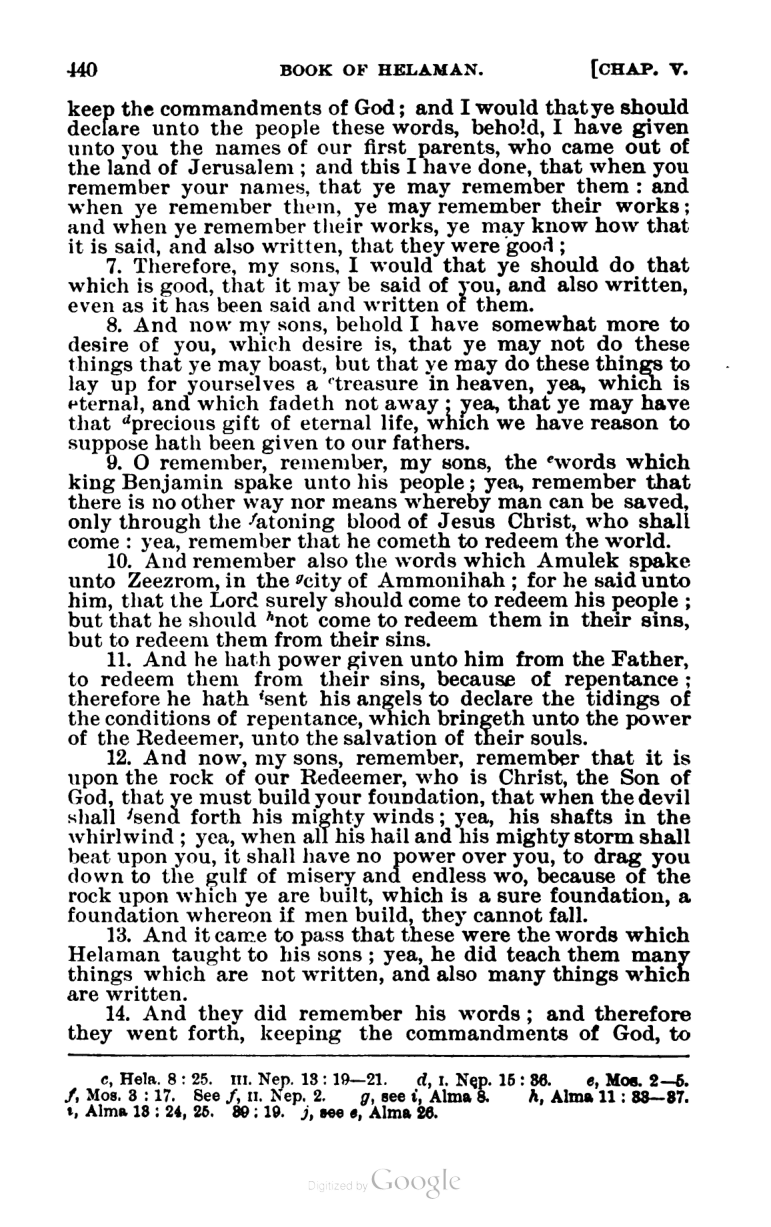 440 BOOK OF HELAMAN. [CHAP. V.
keep the commandments of God; and I would that ye should
declare unto the people these words, behold, I have given
unto you the names of our first parents, who came out of
the land of Jerusalem; and this I have done, that when you
remember your names, that ye may remember them: and
when ye remember them, ye may remember their works;
and when ye remember their works, ye may know how that
it is said, and also written, that they were good;
7. Therefore, my sons, I would that ye should do that
which is good, that it may be said of you, and also written,
even as it has been said and written of them.
8. And now my sons, behold I have somewhat more to
desire of you, which desire is, that ye may not do these
things that ye may boast, but that ye may do these things to
lay up for yourselves a ᶜtreasure in heaven, yea, which is
eternal, and which fadeth not away; yea, that ye may have
that ᵈprecious gift of eternal life, which we have reason to
suppose hath been given to our fathers.
9. O remember, remember, my sons, the ᵉwords which
king Benjamin spake unto his people; yea, remember that
there is no other way nor means whereby man can be saved,
only through the ᶠatoning blood of Jesus Christ, who shall
come: yea, remember that he cometh to redeem the world.
10. And remember also the words which Amulek spake
unto Zeezrom, in the ᵍcity of Ammonihah; for he said unto
him, that the Lord surely should come to redeem his people;
but that he should ʰnot come to redeem them in their sins,
but to redeem them from their sins.
11. And he hath power given unto him from the Father,
to redeem them from their sins, because of repentance;
therefore he hath ⁱsent his angels to declare the tidings of
the conditions of repentance, which bringeth unto the power
of the Redeemer, unto the salvation of their souls.
12. And now, my sons, remember, remember that it is
upon the rock of our Redeemer, who is Christ, the Son of
God, that ye must build your foundation, that when the devil
shall ʲsend forth his mighty winds; yea, his shafts in the
whirlwind; yea, when all his hail and his mighty storm shall
beat upon you, it shall have no power over you, to drag you
down to the gulf of misery and endless wo, because of the
rock upon which ye are built, which is a sure foundation, a
foundation whereon if men build, they cannot fall.
13. And it came to pass that these were the words which
Helaman taught to his sons; yea, he did teach them many
things which are not written, and also many things which
are written.
14. And they did remember his words; and therefore
they went forth, keeping the commandments of God, to
c, Hela. 8: 25. III. Nep. 13: 19—21. d, I. Nep. 15: 36. e, Mos. 2—5.
f, Mos. 3: 17. See f, II. Nep. 2. g, see i, Alma 8. h, Alma 11: 33—37.
i, Alma 13: 24, 25. 39: 19. j, see e, Alma 26.
Digitized by Google